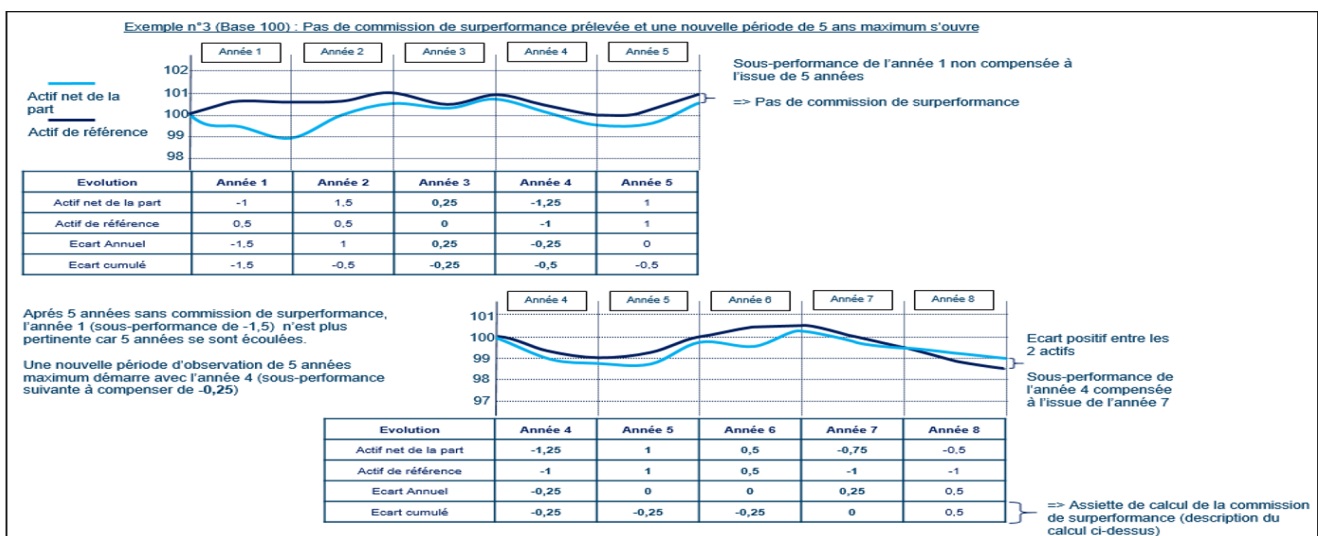 Exemple n°3 (Base 100) : Pas de commission de surperformance prélevée et une nouvelle période de 5 ans maximum s'ouvre
Année 1 Année 2 Année 3 Année 4 Année 5
102
101
100
99
98
Actif net de la
part
Actif de référence
Sous-performance de l'année 1 non compensée à
l'issue de 5 années
=> Pas de commission de surperformance
Evolution Année 1 Année 2 Année 3 Année 4 Année 5
Actif net de la part -1 1,5 0,25 -1,25 1
Actif de référence 0,5 0,5 0 -1 1
Ecart Annuel -1,5 1 0,25 -0,25 0
Ecart cumulé -1,5 -0,5 -0,25 -0,5 -0,5
Aprés 5 années sans commission de surperformance,
l'année 1 (sous-performance de -1,5) n'est plus
pertinente car 5 années se sont écoulées.
Une nouvelle période d'observation de 5 années
maximum démarre avec l'année 4 (sous-performance
suivante à compenser de -0,25)
Année 4 Année 5 Année 6 Année 7 Année 8
101
100
99
98
97
Ecart positif entre les
2 actifs
Sous-performance de
l'année 4 compensée
à l'issue de l'année 7
Evolution Année 4 Année 5 Année 6 Année 7 Année 8
Actif net de la part -1,25 1 0,5 -0,75 -0,5
Actif de référence -1 1 0,5 -1 -1
Ecart Annuel -0,25 0 0 0,25 0,5
Ecart cumulé -0,25 -0,25 -0,25 0 0,5
=> Assiette de calcul de la commission
de surperformance (description du
calcul ci-dessus)